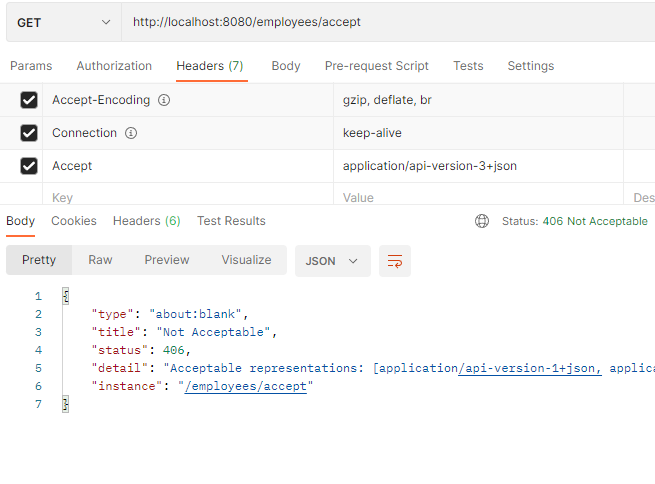 GET http://localhost:8080/employees/accept
Params Authorization Headers (7) Body Pre-request Script Tests Settings
Accept-Encoding gzip, deflate, br
Connection keep-alive
Accept application/api-version-3+json
Key Value Des
Body Cookies Headers (6) Test Results Status: 406 Not Acceptable
Pretty Raw Preview Visualize JSON
1 {
2 "type": "about:blank",
3 "title": "Not Acceptable",
4 "status": 406,
5 "detail": "Acceptable representations: [application/api-version-1+json, applica
6 "instance": "/employees/accept"
7 }